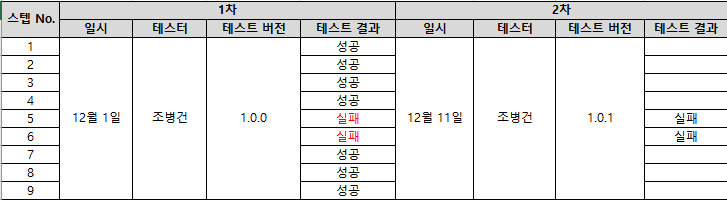 스텝 No. 1차 2차
일시 테스터 테스트 버전 테스트 결과 일시 테스터 테스트 버전 테스트 결과
1 성공
2 성공
3 성공
4 성공
5 12월 1일 조병건 1.0.0 실패 12월 11일 조병건 1.0.1 실패
6 실패 실패
7 성공
8 성공
9 성공